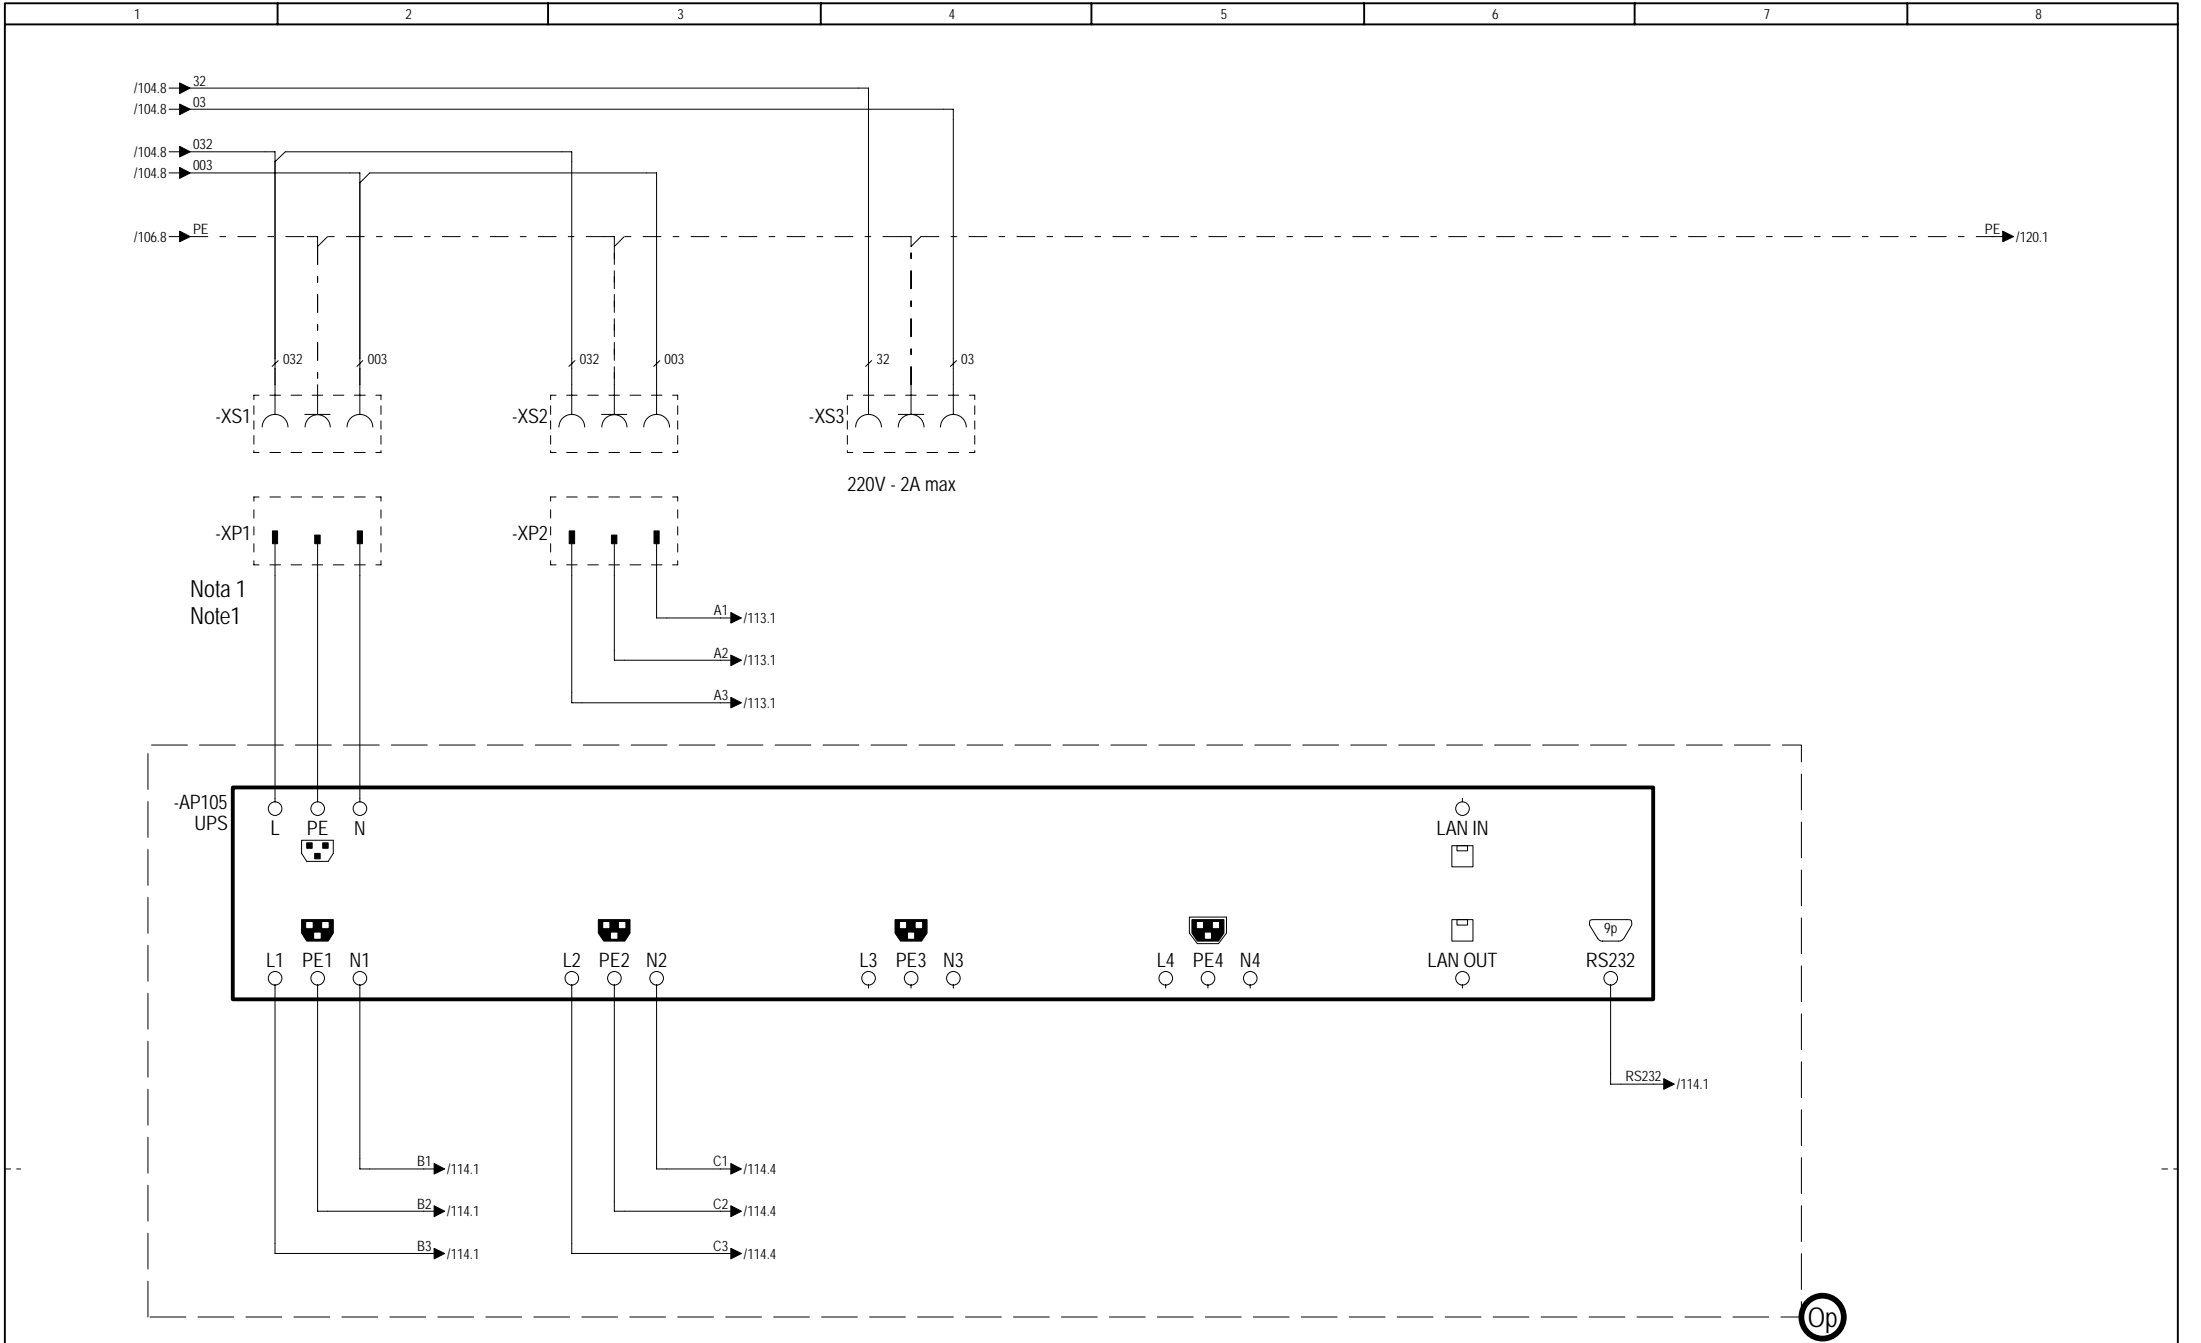 1 2 3 4 5 6 7 8
/104.8 32
/104.8 03
/104.8 032
/104.8 003
/106.8 PE PE /120.1
032 003 032 003 32 03
-XS1 -XS2 -XS3
220V - 2A max
-XP1 -XP2
Nota 1
Note1
A1 /113.1
A2 /113.1
A3 /113.1
-AP105
UPS
L PE N LAN IN
9p
L1 PE1 N1 L2 PE2 N2 L3 PE3 N3 L4 PE4 N4 LAN OUT RS232
RS232 /114.1
B1 /114.1 C1 /114.4
B2 /114.1 C2 /114.4
B3 /114.1 C3 /114.4
Op